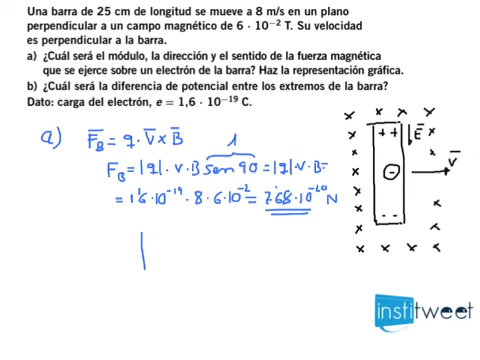 Una barra de 25 cm de longitud se mueve a 8 m/s en un plano
perpendicular a un campo magnético de 6 · 10⁻² T. Su velocidad
es perpendicular a la barra.
a) ¿Cuál será el módulo, la dirección y el sentido de la fuerza magnética
que se ejerce sobre un electrón de la barra? Haz la representación gráfica.
b) ¿Cuál será la diferencia de potencial entre los extremos de la barra?
Dato: carga del electrón, e = 1,6 · 10⁻¹⁹ C.
a) F̅_B = q · V̅ x B̅ 1
F_B = |q| · V · B sen 90 = |q| · V · B =
= 1'6 · 10⁻¹⁹ · 8 · 6 · 10⁻² = 7'68 · 10⁻²⁰ N
x x x x
x ++ E̅ x
x V̅
x -
x
x x
x -- x
x x x x
institweet